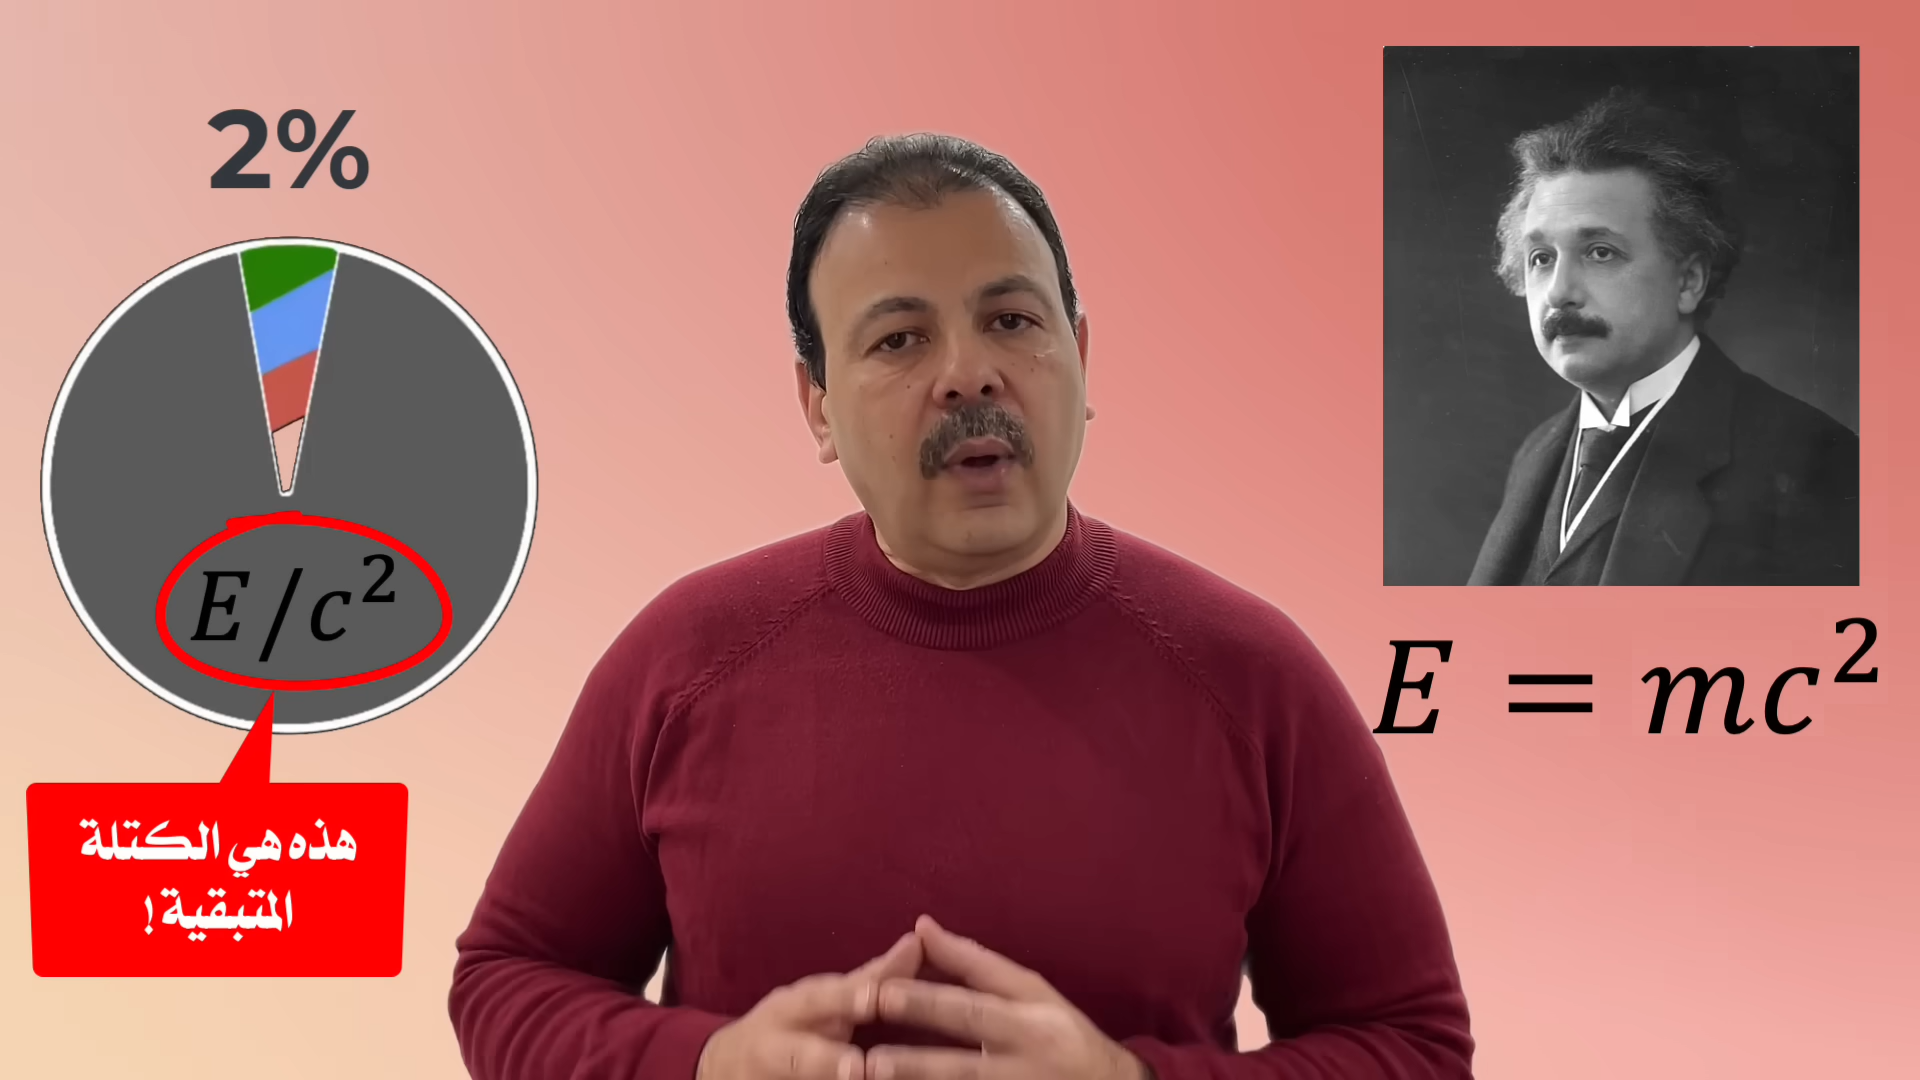 2%
E/c²
هذه هي الكتلة
المتبقية !
E = mc²